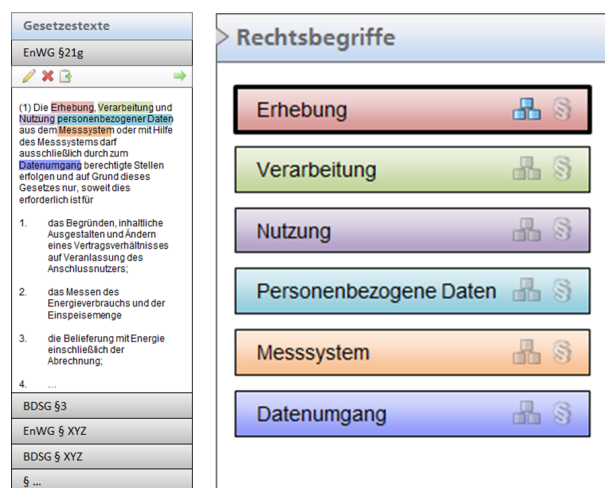 Gesetzestexte
EnWG §21g
(1) Die Erhebung, Verarbeitung und
Nutzung personenbezogener Daten
aus dem Messsystem oder mit Hilfe
des Messsystems darf
ausschließlich durch zum
Datenumgang berechtigte Stellen
erfolgen und auf Grund dieses
Gesetzes nur, soweit dies
erforderlich ist für
1. das Begründen, inhaltliche
Ausgestalten und Ändern
eines Vertragsverhältnisses
auf Veranlassung des
Anschlussnutzers;
2. das Messen des
Energieverbrauchs und der
Einspeisemenge
3. die Belieferung mit Energie
einschließlich der
Abrechnung;
4. ...
BDSG §3
EnWG § XYZ
BDSG § XYZ
§ ...
Rechtsbegriffe
Erhebung §
Verarbeitung §
Nutzung §
Personenbezogene Daten §
Messsystem §
Datenumgang §